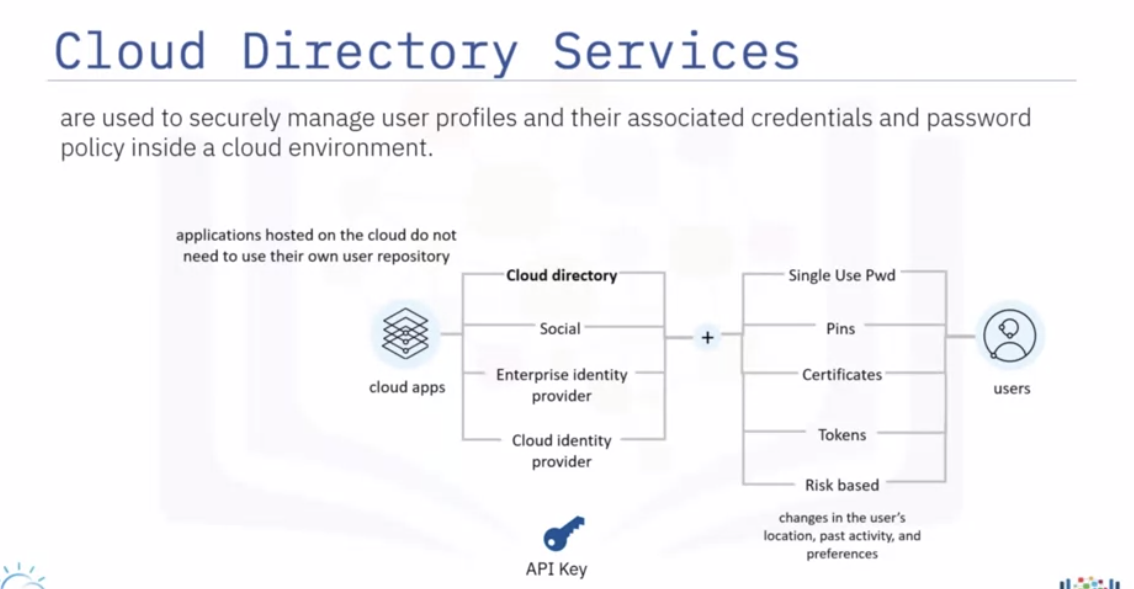 Cloud Directory Services
are used to securely manage user profiles and their associated credentials and password
policy inside a cloud environment.
applications hosted on the cloud do not
need to use their own user repository
cloud apps
Cloud directory
Social
Enterprise identity
provider
Cloud identity
provider
+
Single Use Pwd
Pins
Certificates
Tokens
Risk based
changes in the user's
location, past activity, and
preferences
users
API Key